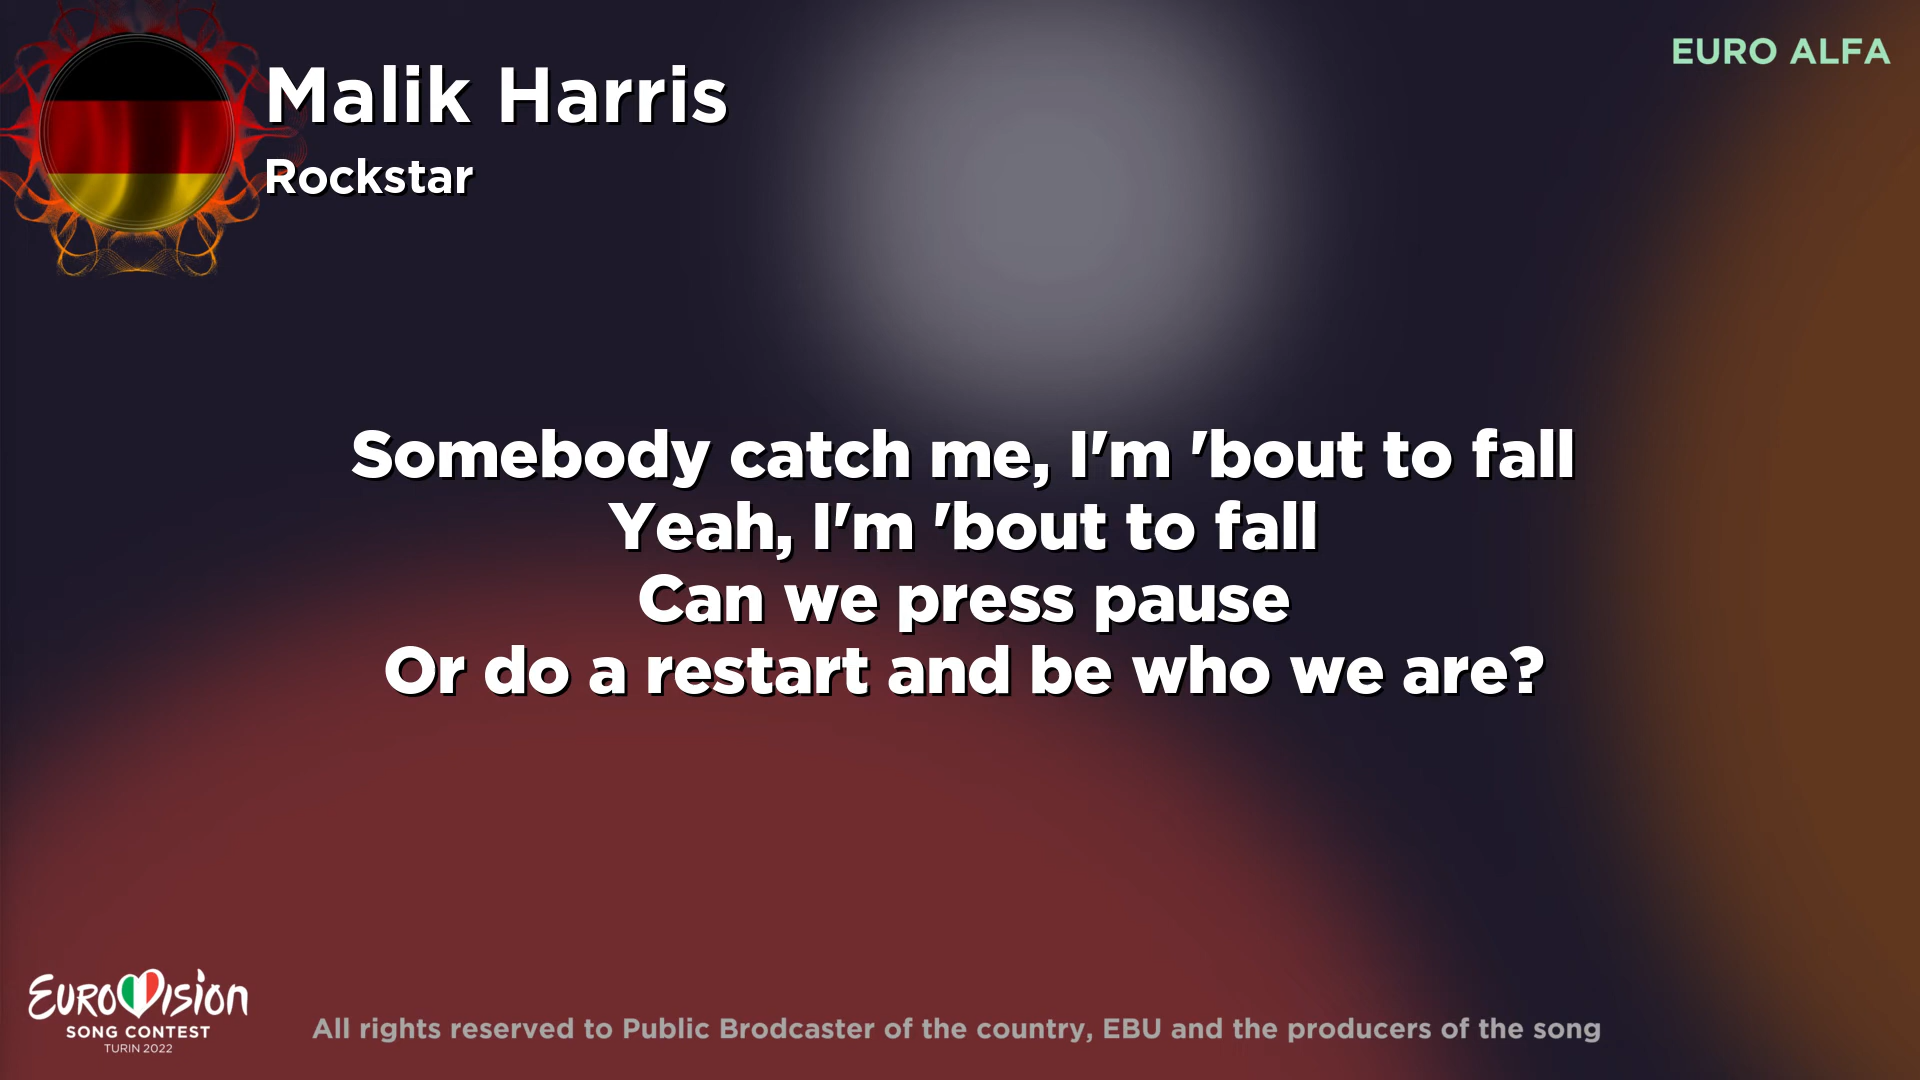 Malik Harris
Rockstar
EURO ALFA
Somebody catch me, I'm 'bout to fall
Yeah, I'm 'bout to fall
Can we press pause
Or do a restart and be who we are?
EUROVISION
SONG CONTEST
TURIN 2022
All rights reserved to Public Brodcaster of the country, EBU and the producers of the song